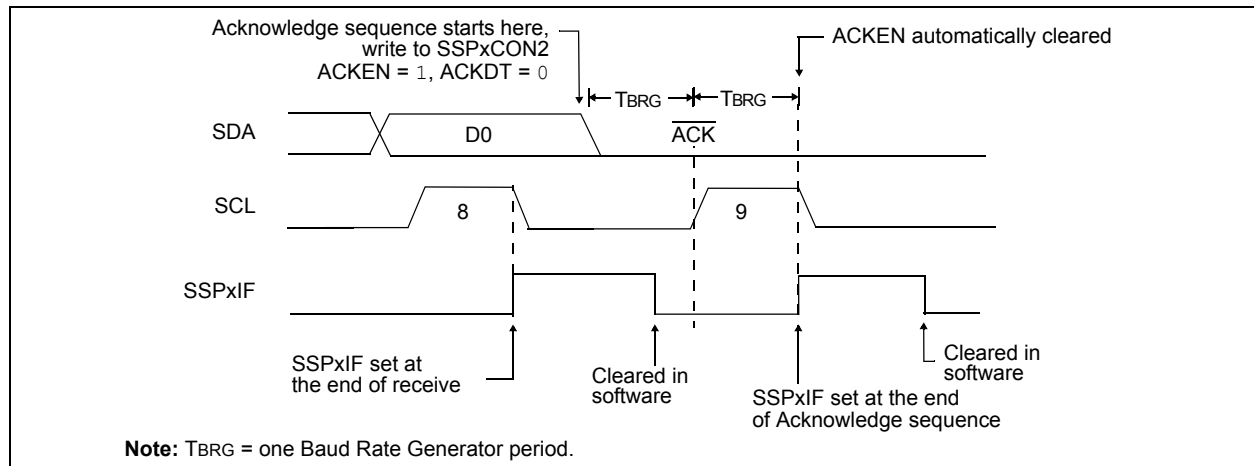 Acknowledge sequence starts here,
write to SSPxCON2
ACKEN = 1, ACKDT = 0
ACKEN automatically cleared
TBRG
TBRG
SDA
D0
ACK
SCL
8
9
SSPxIF
SSPxIF set at
the end of receive
Cleared in
software
SSPxIF set at the end
of Acknowledge sequence
Cleared in
software
Note: TBRG = one Baud Rate Generator period.